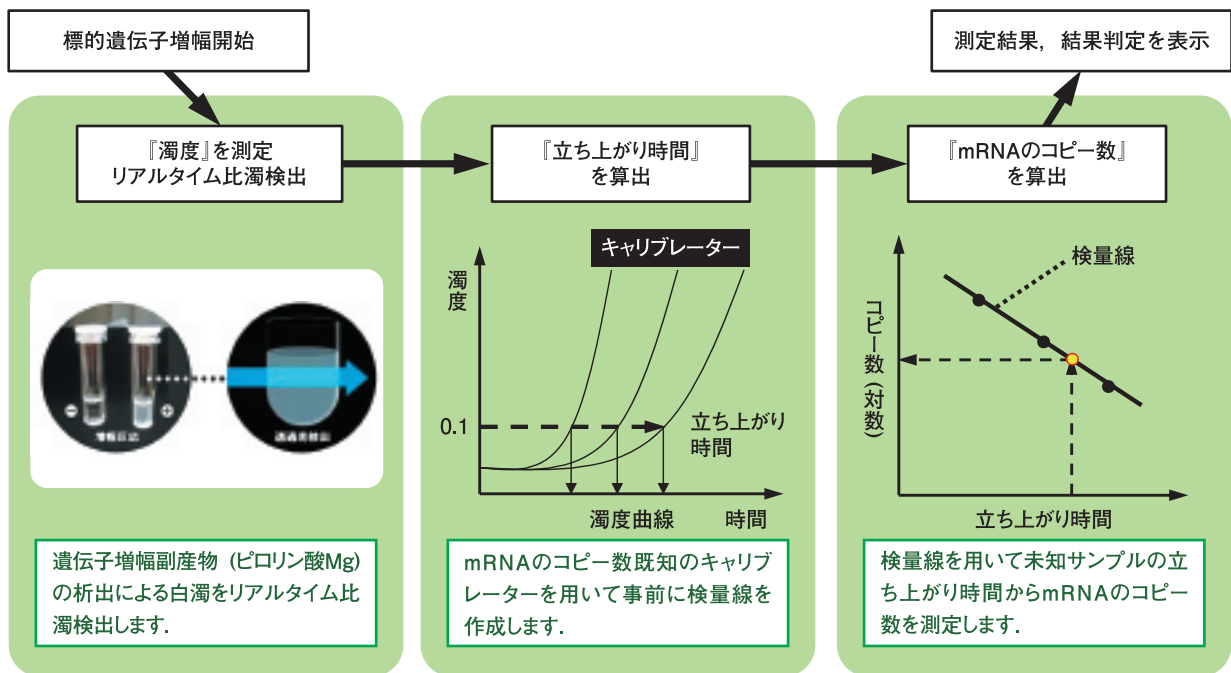 標的遺伝子増幅開始
測定結果，結果判定を表示
『濁度』を測定
リアルタイム比濁検出
『立ち上がり時間』
を算出
『mRNAのコピー数』
を算出
⊖
⊕
増幅反応
透過光検出
キャリブレーター
濁度
0.1
立ち上がり
時間
濁度曲線
時間
検量線
コピー数（対数）
立ち上がり時間
遺伝子増幅副産物（ピロリン酸Mg）
の析出による白濁をリアルタイム比
濁検出します．
mRNAのコピー数既知のキャリブ
レーターを用いて事前に検量線を
作成します．
検量線を用いて未知サンプルの立
ち上がり時間からmRNAのコピー
数を測定します．